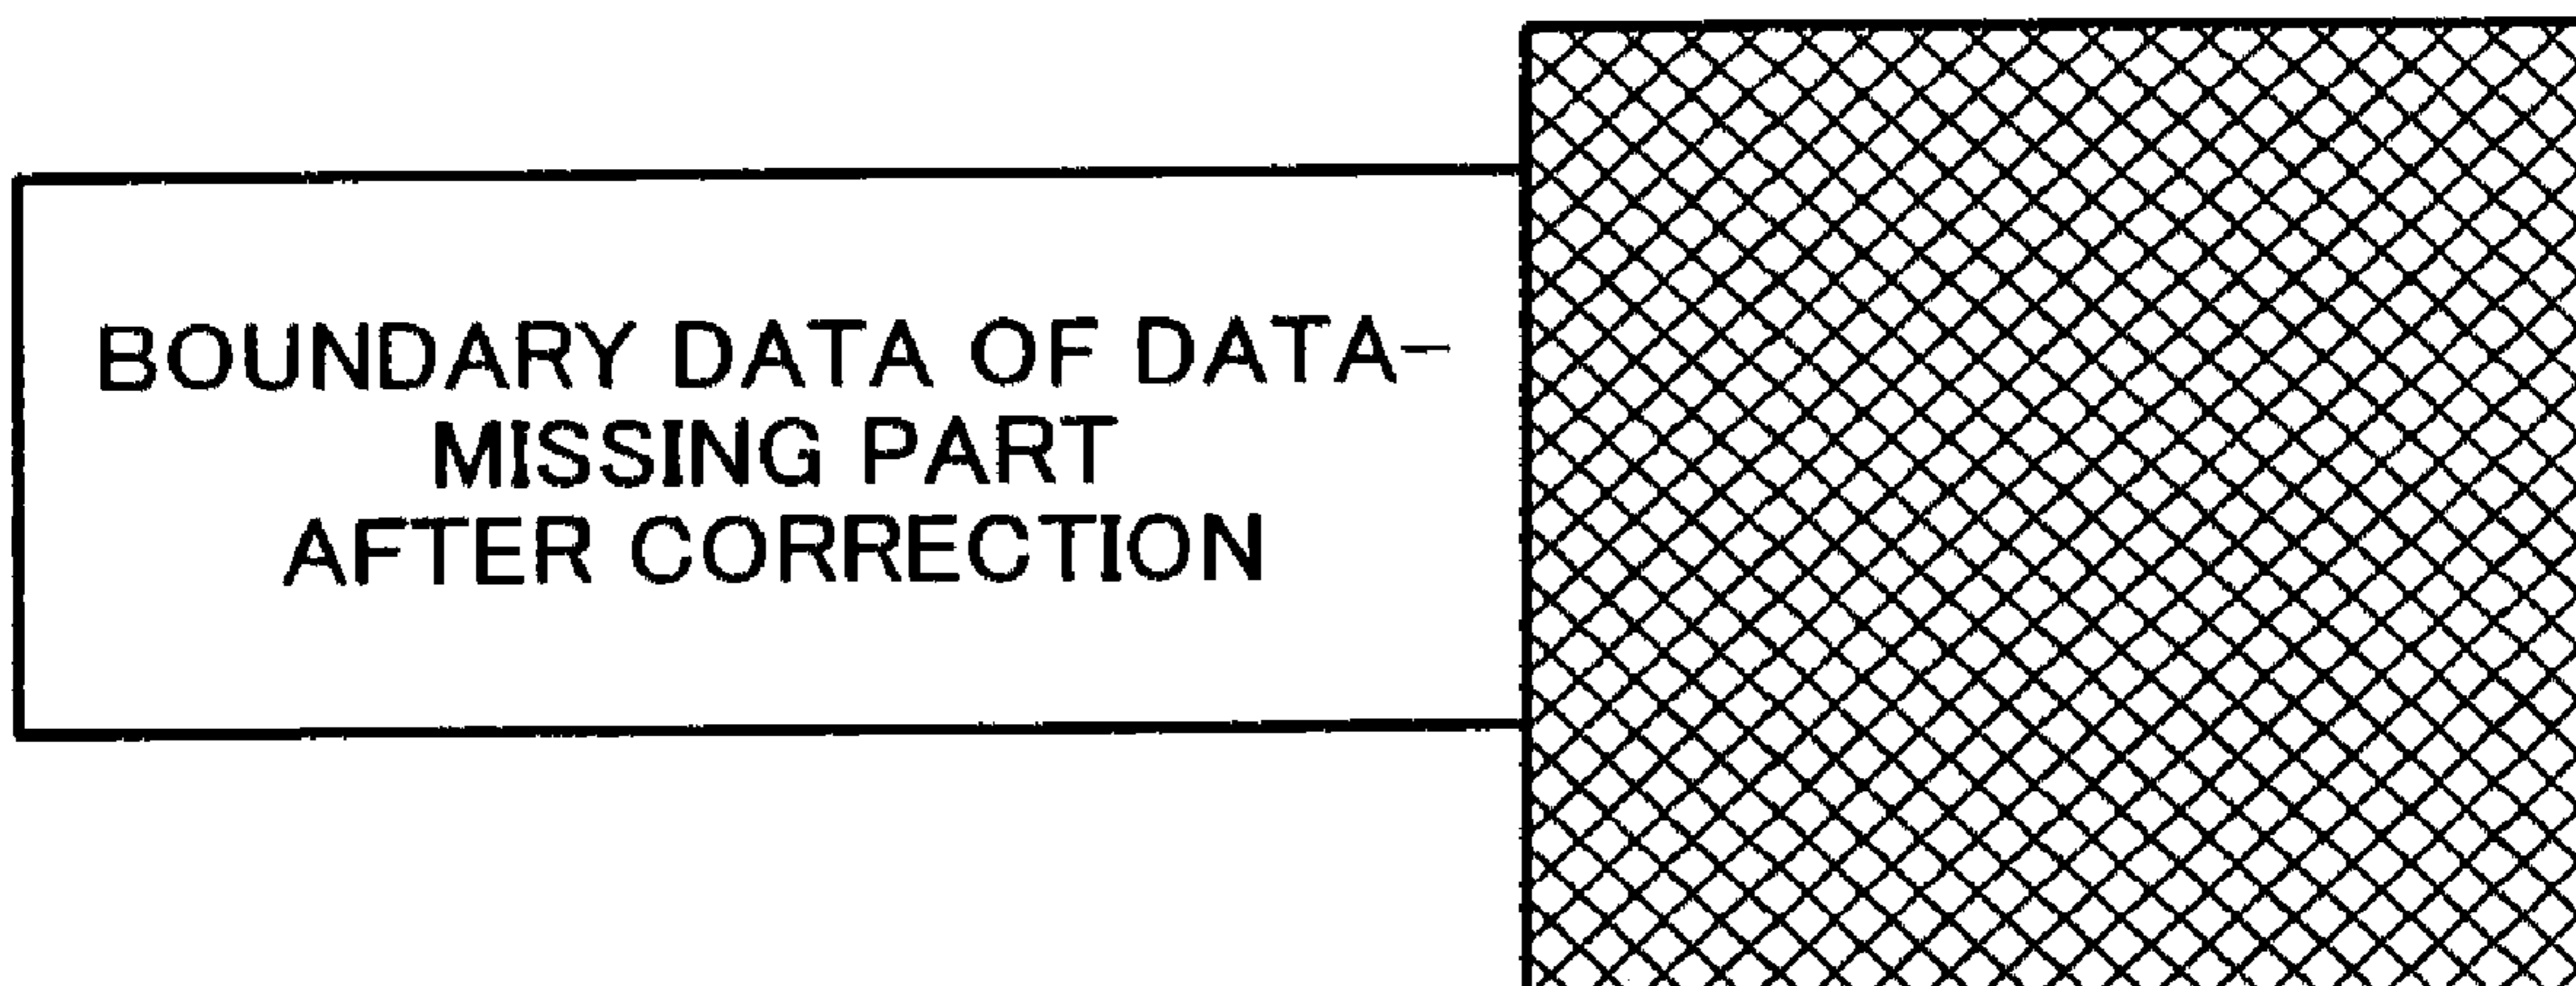 BOUNDARY DATA OF DATA-
MISSING PART
AFTER CORRECTION